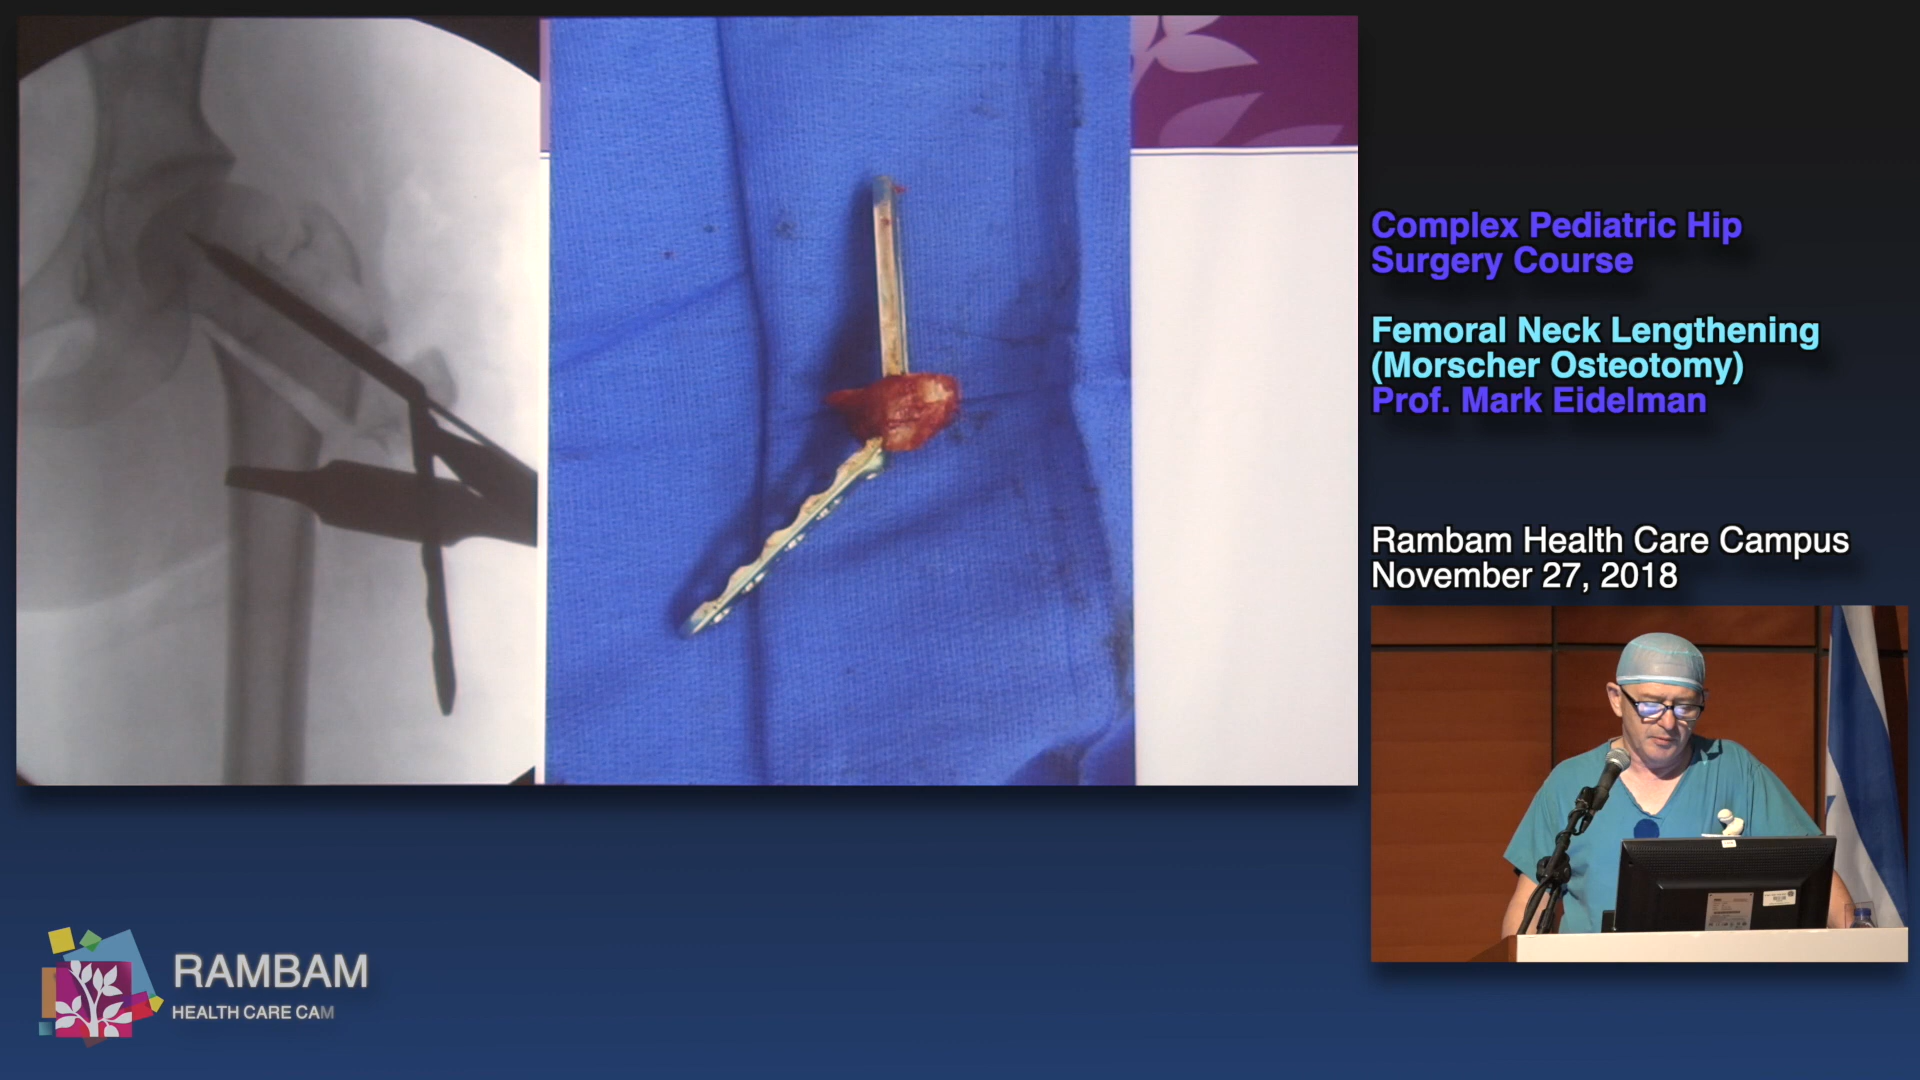 Complex Pediatric Hip
Surgery Course
Femoral Neck Lengthening
(Morscher Osteotomy)
Prof. Mark Eidelman
Rambam Health Care Campus
November 27, 2018
RAMBAM
HEALTH CARE CAM